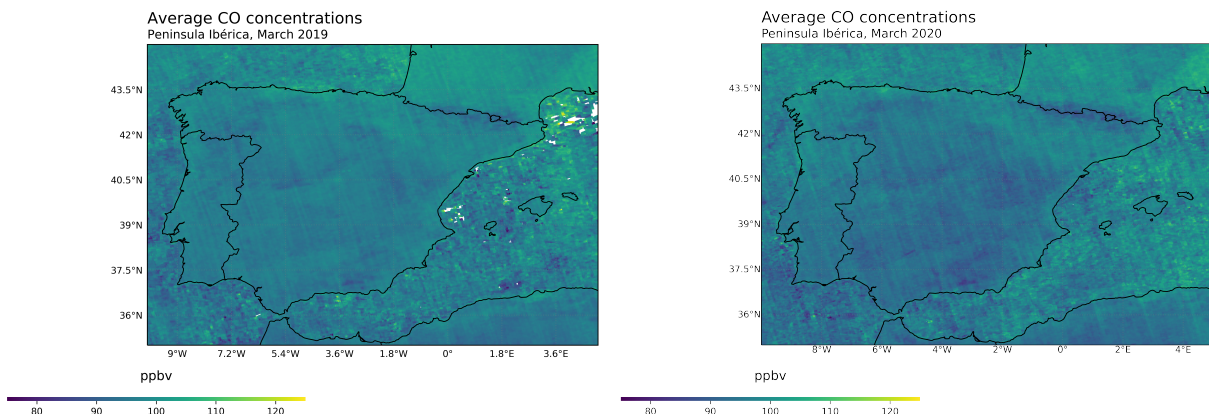 Average CO concentrations
Peninsula Ibérica, March 2019
43.5°N
42°N
40.5°N
39°N
37.5°N
36°N
9°W 7.2°W 5.4°W 3.6°W 1.8°W 0° 1.8°E 3.6°E
ppbv
80 90 100 110 120
Average CO concentrations
Peninsula Ibérica, March 2020
43.5°N
42°N
40.5°N
39°N
37.5°N
36°N
8°W 6°W 4°W 2°W 0° 2°E 4°E
ppbv
80 90 100 110 120